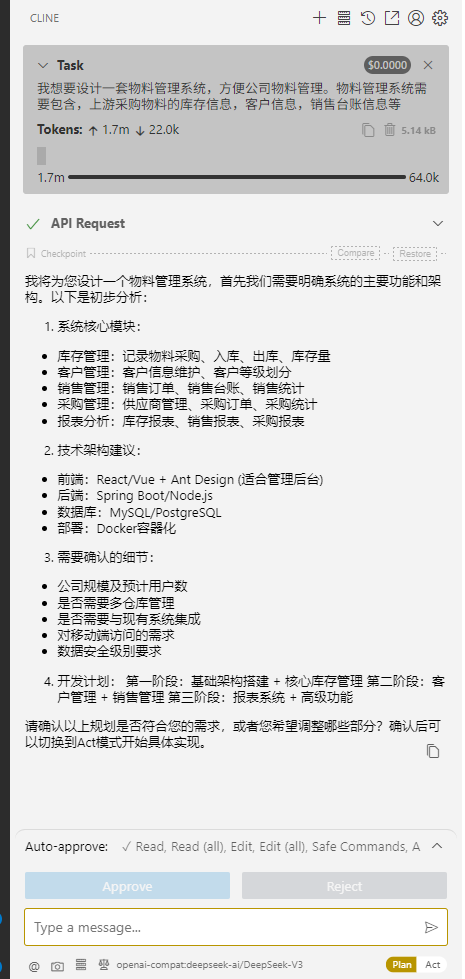 CLINE
Task
$0.0000
我想要设计一套物料管理系统，方便公司物料管理。物料管理系统需
要包含，上游采购物料的库存信息，客户信息，销售台账信息等
Tokens: ↑ 1.7m ↓ 22.0k
5.14 kB
1.7m
64.0k
API Request
Checkpoint
Compare
Restore
我将为您设计一个物料管理系统，首先我们需要明确系统的主要功能和架
构。以下是初步分析：
1. 系统核心模块：
• 库存管理：记录物料采购、入库、出库、库存量
• 客户管理：客户信息维护、客户等级划分
• 销售管理：销售订单、销售台账、销售统计
• 采购管理：供应商管理、采购订单、采购统计
• 报表分析：库存报表、销售报表、采购报表
2. 技术架构建议：
• 前端：React/Vue + Ant Design (适合管理后台)
• 后端：Spring Boot/Node.js
• 数据库：MySQL/PostgreSQL
• 部署：Docker容器化
3. 需要确认的细节：
• 公司规模及预计用户数
• 是否需要多仓库管理
• 是否需要与现有系统集成
• 对移动端访问的需求
• 数据安全级别要求
4. 开发计划： 第一阶段：基础架构搭建 + 核心库存管理 第二阶段：客
户管理 + 销售管理 第三阶段：报表系统 + 高级功能
请确认以上规划是否符合您的需求，或者您希望调整哪些部分？确认后可
以切换到Act模式开始具体实现。
Auto-approve: ✓ Read, Read (all), Edit, Edit (all), Safe Commands, A
Approve
Reject
Type a message...
@
openai-compat:deepseek-ai/DeepSeek-V3
Plan
Act